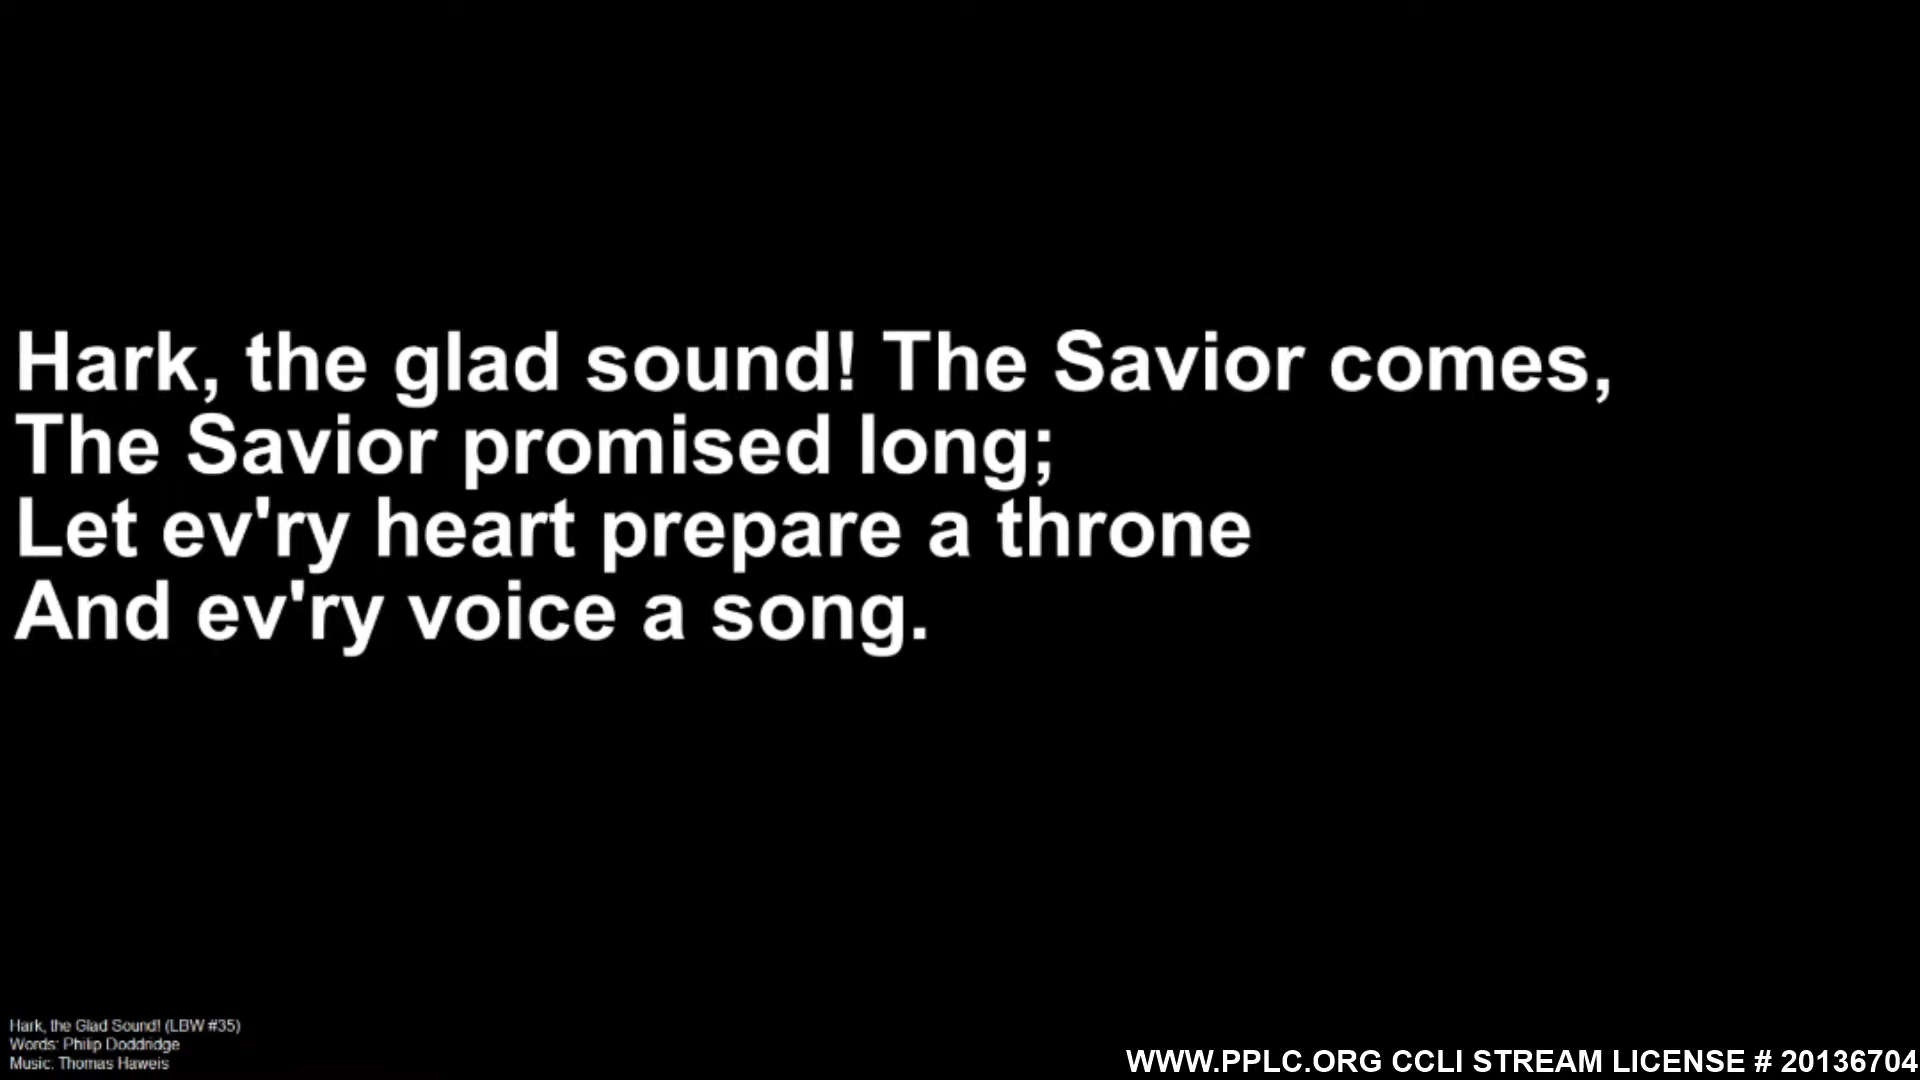 Hark, the glad sound! The Savior comes,
The Savior promised long;
Let ev'ry heart prepare a throne
And ev'ry voice a song.
Hark, the Glad Sound! (LBW #35)
Words: Philip Doddridge
Music: Thomas Haweis
WWW.PPLC.ORG CCLI STREAM LICENSE # 20136704